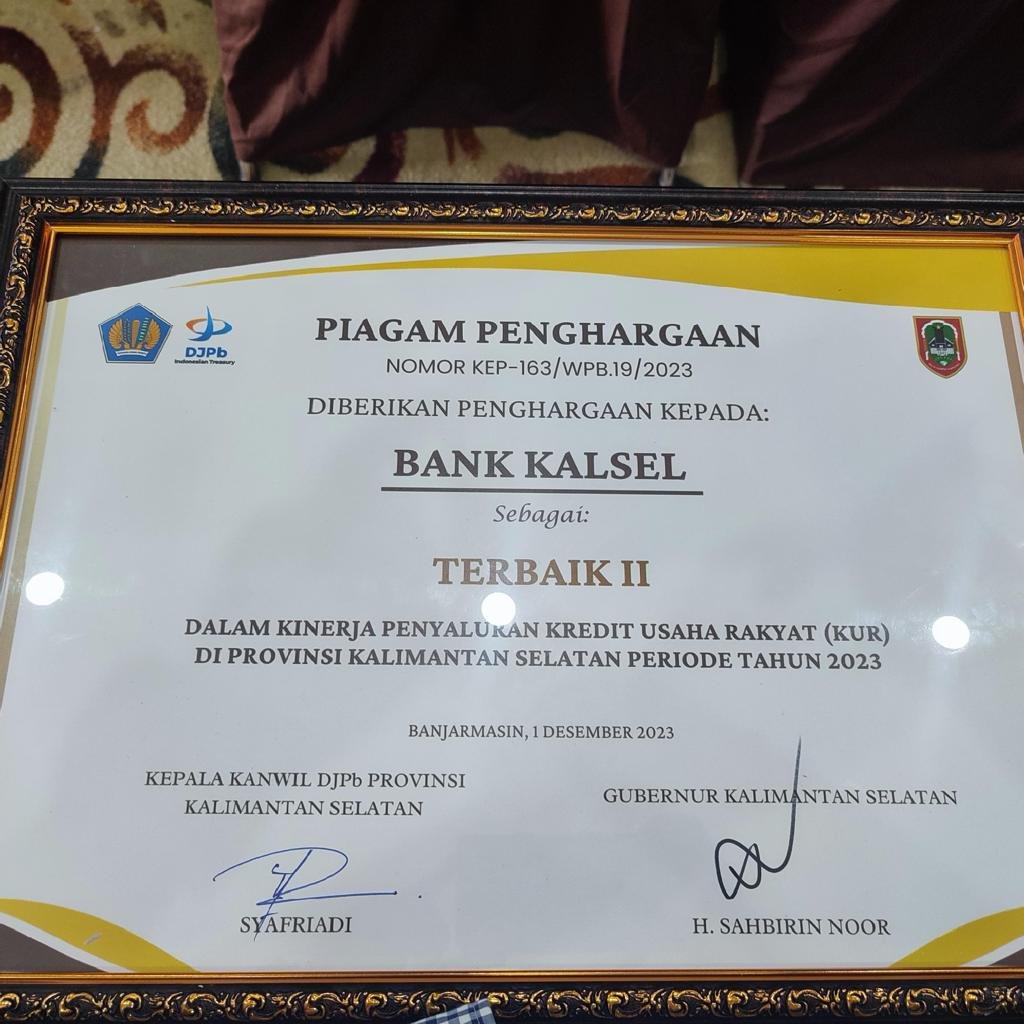 DJPb
Indonesian Treasury
PIAGAM PENGHARGAAN
NOMOR KEP-163/WPB.19/2023
DIBERIKAN PENGHARGAAN KEPADA:
BANK KALSEL
Sebagai:
TERBAIK II
DALAM KINERJA PENYALURAN KREDIT USAHA RAKYAT (KUR)
DI PROVINSI KALIMANTAN SELATAN PERIODE TAHUN 2023
BANJARMASIN, 1 DESEMBER 2023
KEPALA KANWIL DJPb PROVINSI
KALIMANTAN SELATAN
SYAFRIADI
GUBERNUR KALIMANTAN SELATAN
H. SAHBIRIN NOOR